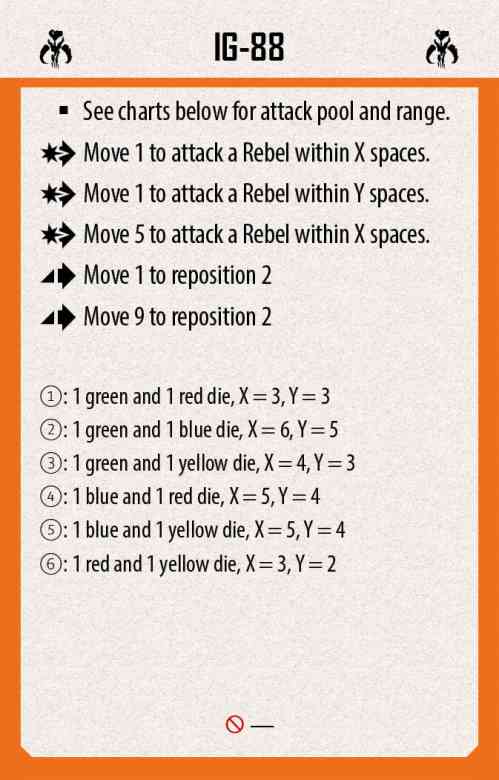 IG-88
▪ See charts below for attack pool and range.
Move 1 to attack a Rebel within X spaces.
Move 1 to attack a Rebel within Y spaces.
Move 5 to attack a Rebel within X spaces.
Move 1 to reposition 2
Move 9 to reposition 2
①: 1 green and 1 red die, X = 3, Y = 3
②: 1 green and 1 blue die, X = 6, Y = 5
③: 1 green and 1 yellow die, X = 4, Y = 3
④: 1 blue and 1 red die, X = 5, Y = 4
⑤: 1 blue and 1 yellow die, X = 5, Y = 4
⑥: 1 red and 1 yellow die, X = 3, Y = 2
—